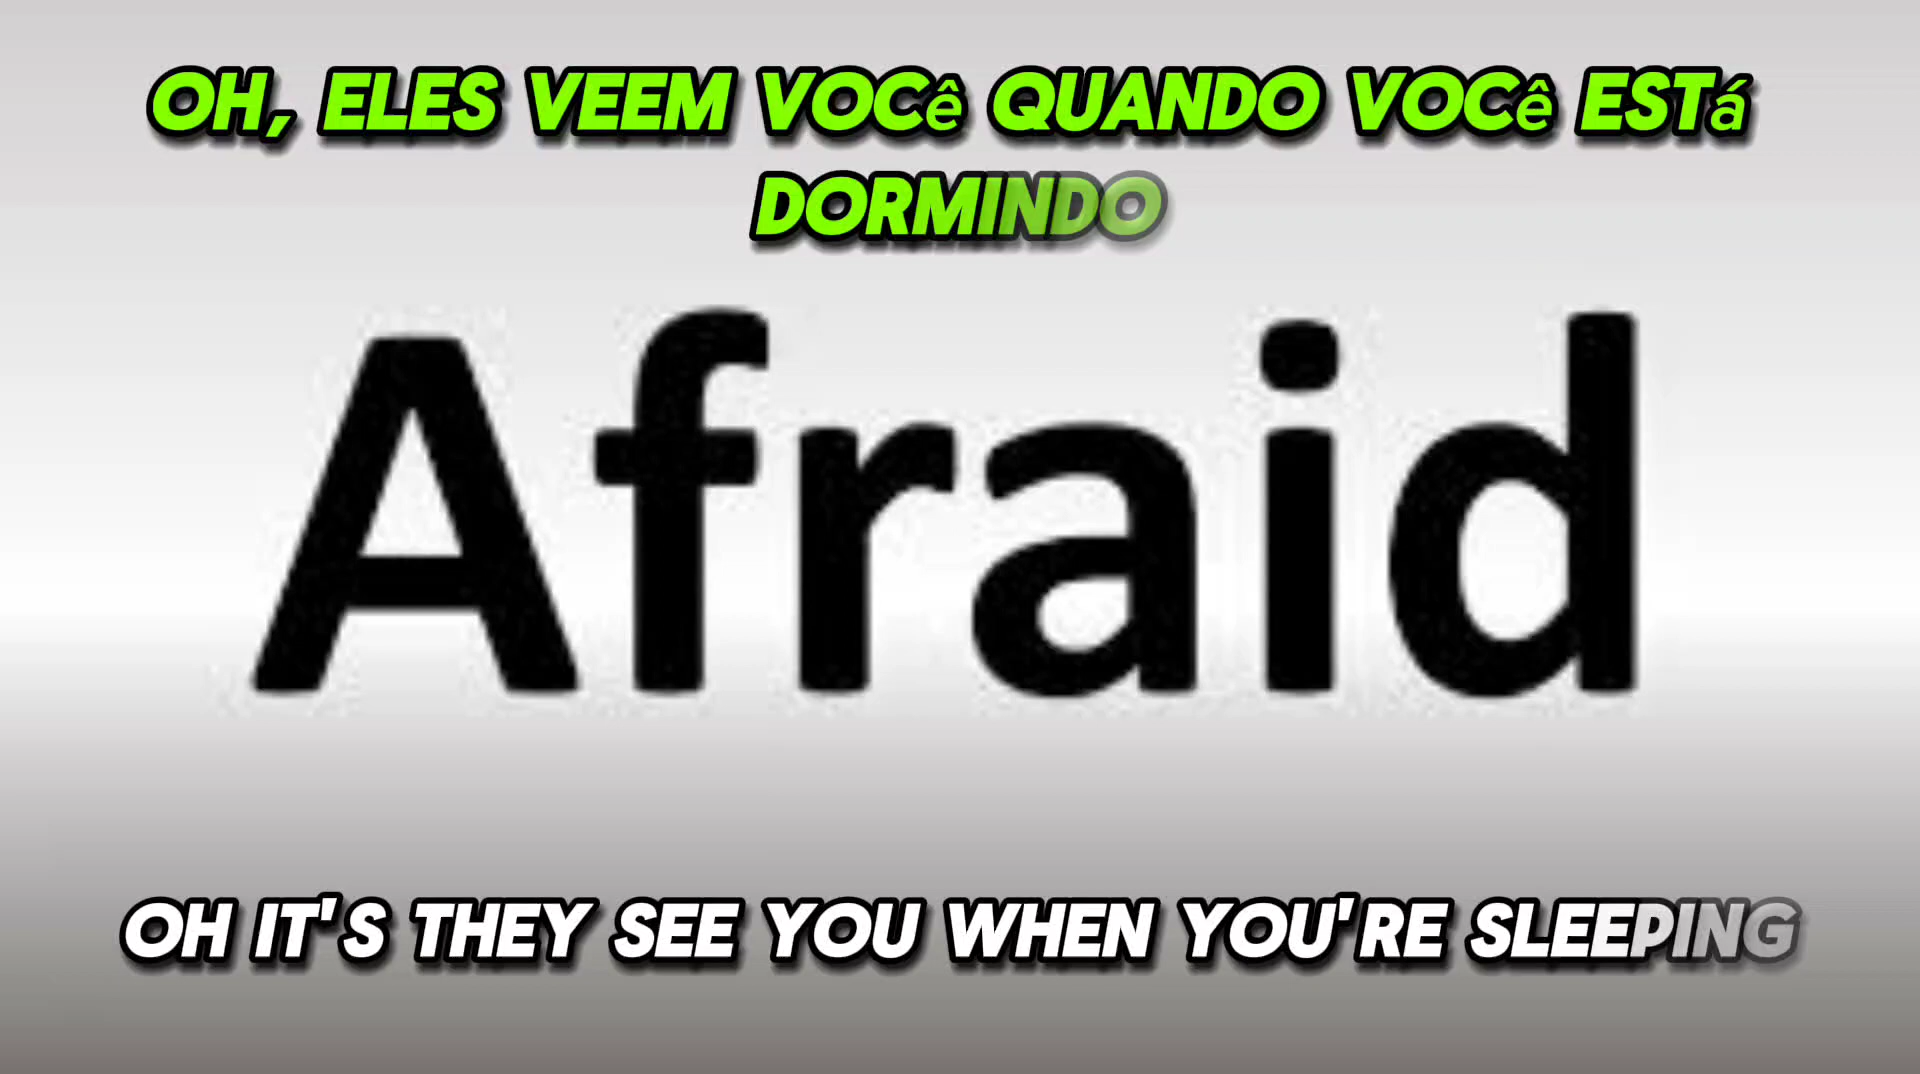 OH, ELES VEEM VOCê QUANDO VOCê ESTá
DORMINDO
Afraid
OH IT'S THEY SEE YOU WHEN YOU'RE SLEEPING